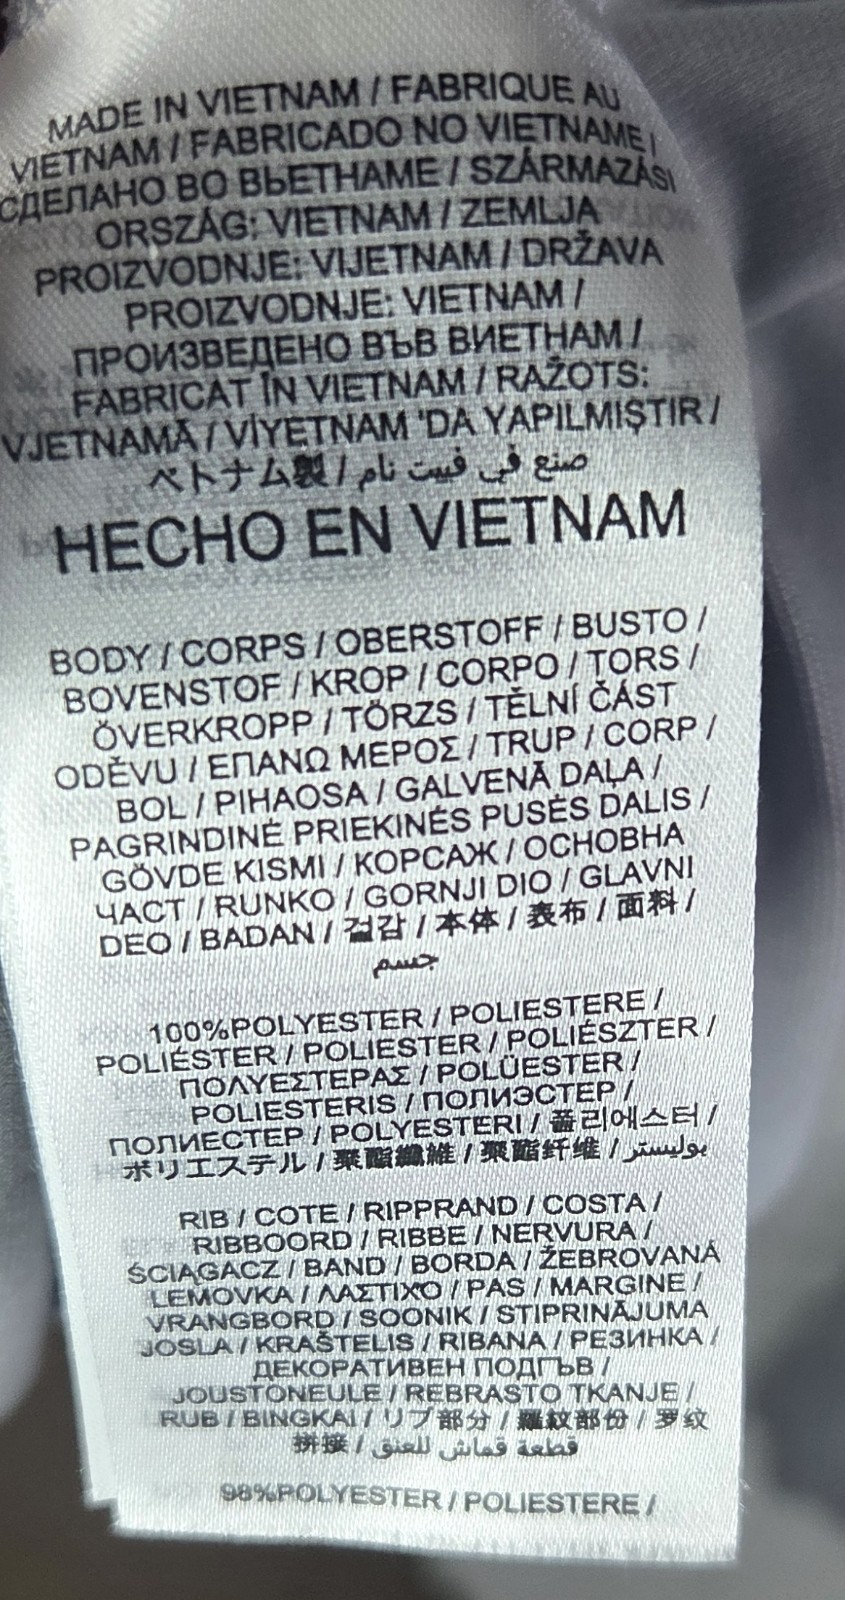 MADE IN VIETNAM / FABRIQUE AU
VIETNAM / FABRICADO NO VIETNAME /
СДЕЛАНО ВО ВЬЕТНАМЕ / SZÁRMAZÁSI
ORSZÁG: VIETNAM / ZEMLJA
PROIZVODNJE: VIJETNAM / DRŽAVA
PROIZVODNJE: VIETNAM /
ПРОИЗВЕДЕНО ВЪВ ВИЕТНАМ /
FABRICAT ÎN VIETNAM / RAŽOTS:
VJETNAMĀ / VİYETNAM 'DA YAPILMIŞTIR /
ベトナム製 / صنع في فييت نام
HECHO EN VIETNAM
BODY / CORPS / OBERSTOFF / BUSTO /
BOVENSTOF / KROP / CORPO / TORS /
ÖVERKROPP / TÖRZS / TĚLNÍ ČÁST
ODĚVU / ΕΠΑΝΩ ΜΕΡΟΣ / TRUP / CORP /
BOL / PIHAOSA / GALVENĀ DAĻA /
PAGRINDINĖ PRIEKINĖS PUSĖS DALIS /
GÖVDE KISMI / КОРСАЖ / ОСНОВНА
ЧАСТ / RUNKO / GORNJI DIO / GLAVNI
DEO / BADAN / 겉감 / 本体 / 表布 / 面料 /
جسم
100%POLYESTER / POLIESTERE /
POLIÉSTER / POLIESTER / POLIÉSZTER /
ΠΟΛΥΕΣΤΕΡΑΣ / POLÜESTER /
POLIESTERIS / ПОЛИЭСТЕР /
ПОЛИЕСТЕР / POLYESTERI / 폴리에스터 /
ポリエステル / 聚酯纖維 / 聚酯纤维 / بوليستر
RIB / COTE / RIPPRAND / COSTA /
RIBBOORD / RIBBE / NERVURA /
ŚCIĄGACZ / BAND / BORDA / ŽEBROVANÁ
LEMOVKA / ΛΑΣΤΙΧΟ / PAS / MARGINE /
VRANGBORD / SOONIK / STIPRINĀJUMA
JOSLA / KRAŠTELIS / RIBANA / РЕЗИНКА /
ДЕКОРАТИВЕН ПОДГЪВ /
JOUSTONEULE / REBRASTO TKANJE /
RUB / BINGKAI / リブ部分 / 羅紋部份 / 罗纹
拼接 / قطعة قماش للعنق
98%POLYESTER / POLIESTERE /